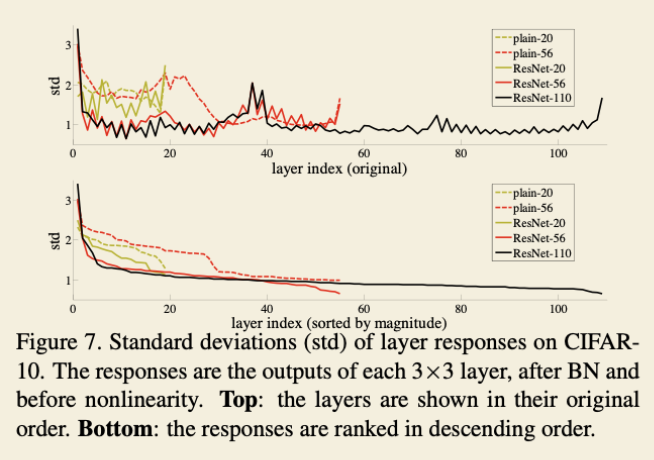 3
2
1
std
plain-20
plain-56
ResNet-20
ResNet-56
ResNet-110
0 20 40 60 80 100
layer index (original)
3
2
1
std
plain-20
plain-56
ResNet-20
ResNet-56
ResNet-110
0 20 40 60 80 100
layer index (sorted by magnitude)
Figure 7. Standard deviations (std) of layer responses on CIFAR-
10. The responses are the outputs of each 3×3 layer, after BN and
before nonlinearity. Top: the layers are shown in their original
order. Bottom: the responses are ranked in descending order.